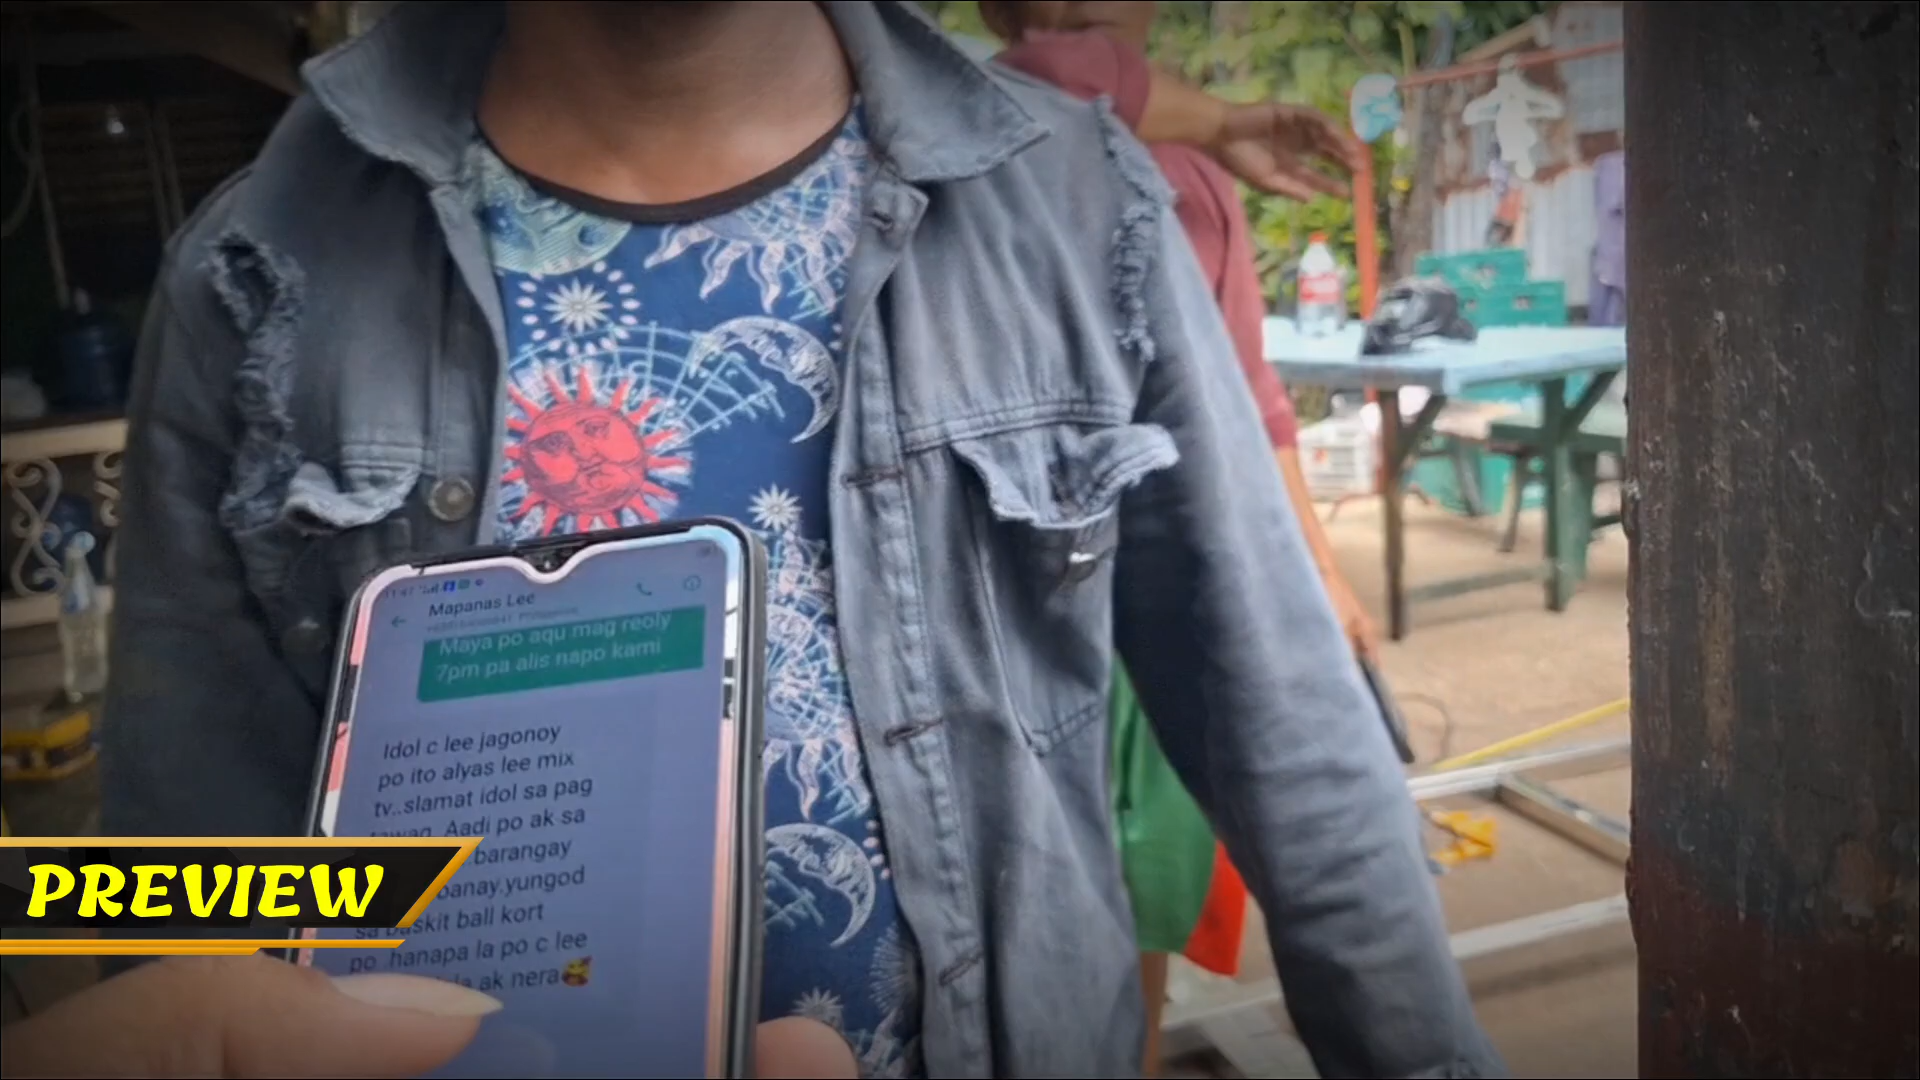 Mapanas Lee
Maya po aqu mag reoly
7pm pa alis napo kami
Idol c lee jagonoy
po ito alyas lee mix
tv..slamat idol sa pag
tawag. Aadi po ak sa
.barangay
.yungod
sa baskit ball kort
po hanapa la po c lee
ak nera
PREVIEW